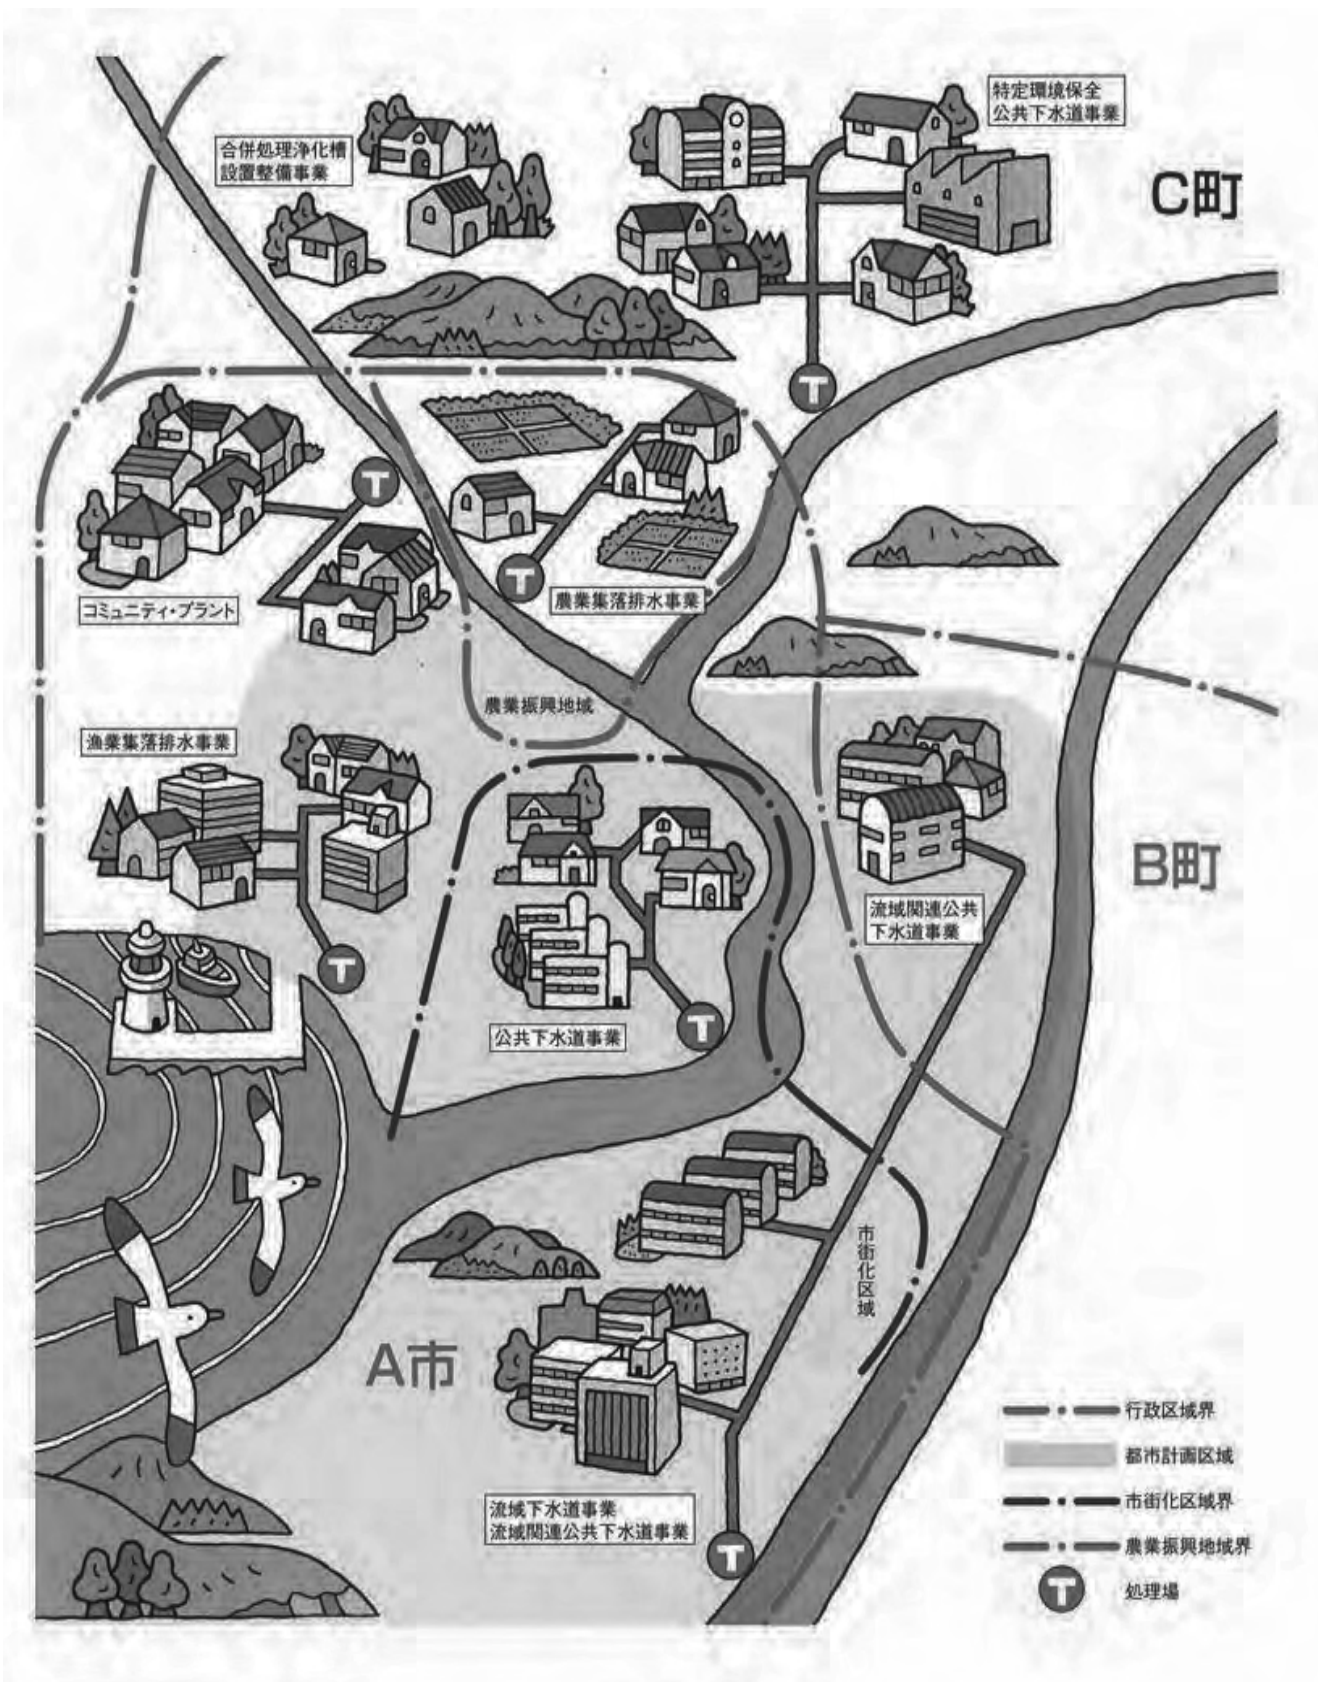 特定環境保全
公共下水道事業
合併処理浄化槽
設置整備事業
C町
T
T
T
コミュニティ・プラント
農業集落排水事業
農業振興地域
漁業集落排水事業
B町
流域関連公共
下水道事業
T
T
公共下水道事業
市街化区域
A市
流域下水道事業
流域関連公共下水道事業
T
行政区域界
都市計画区域
市街化区域界
農業振興地域界
T
処理場